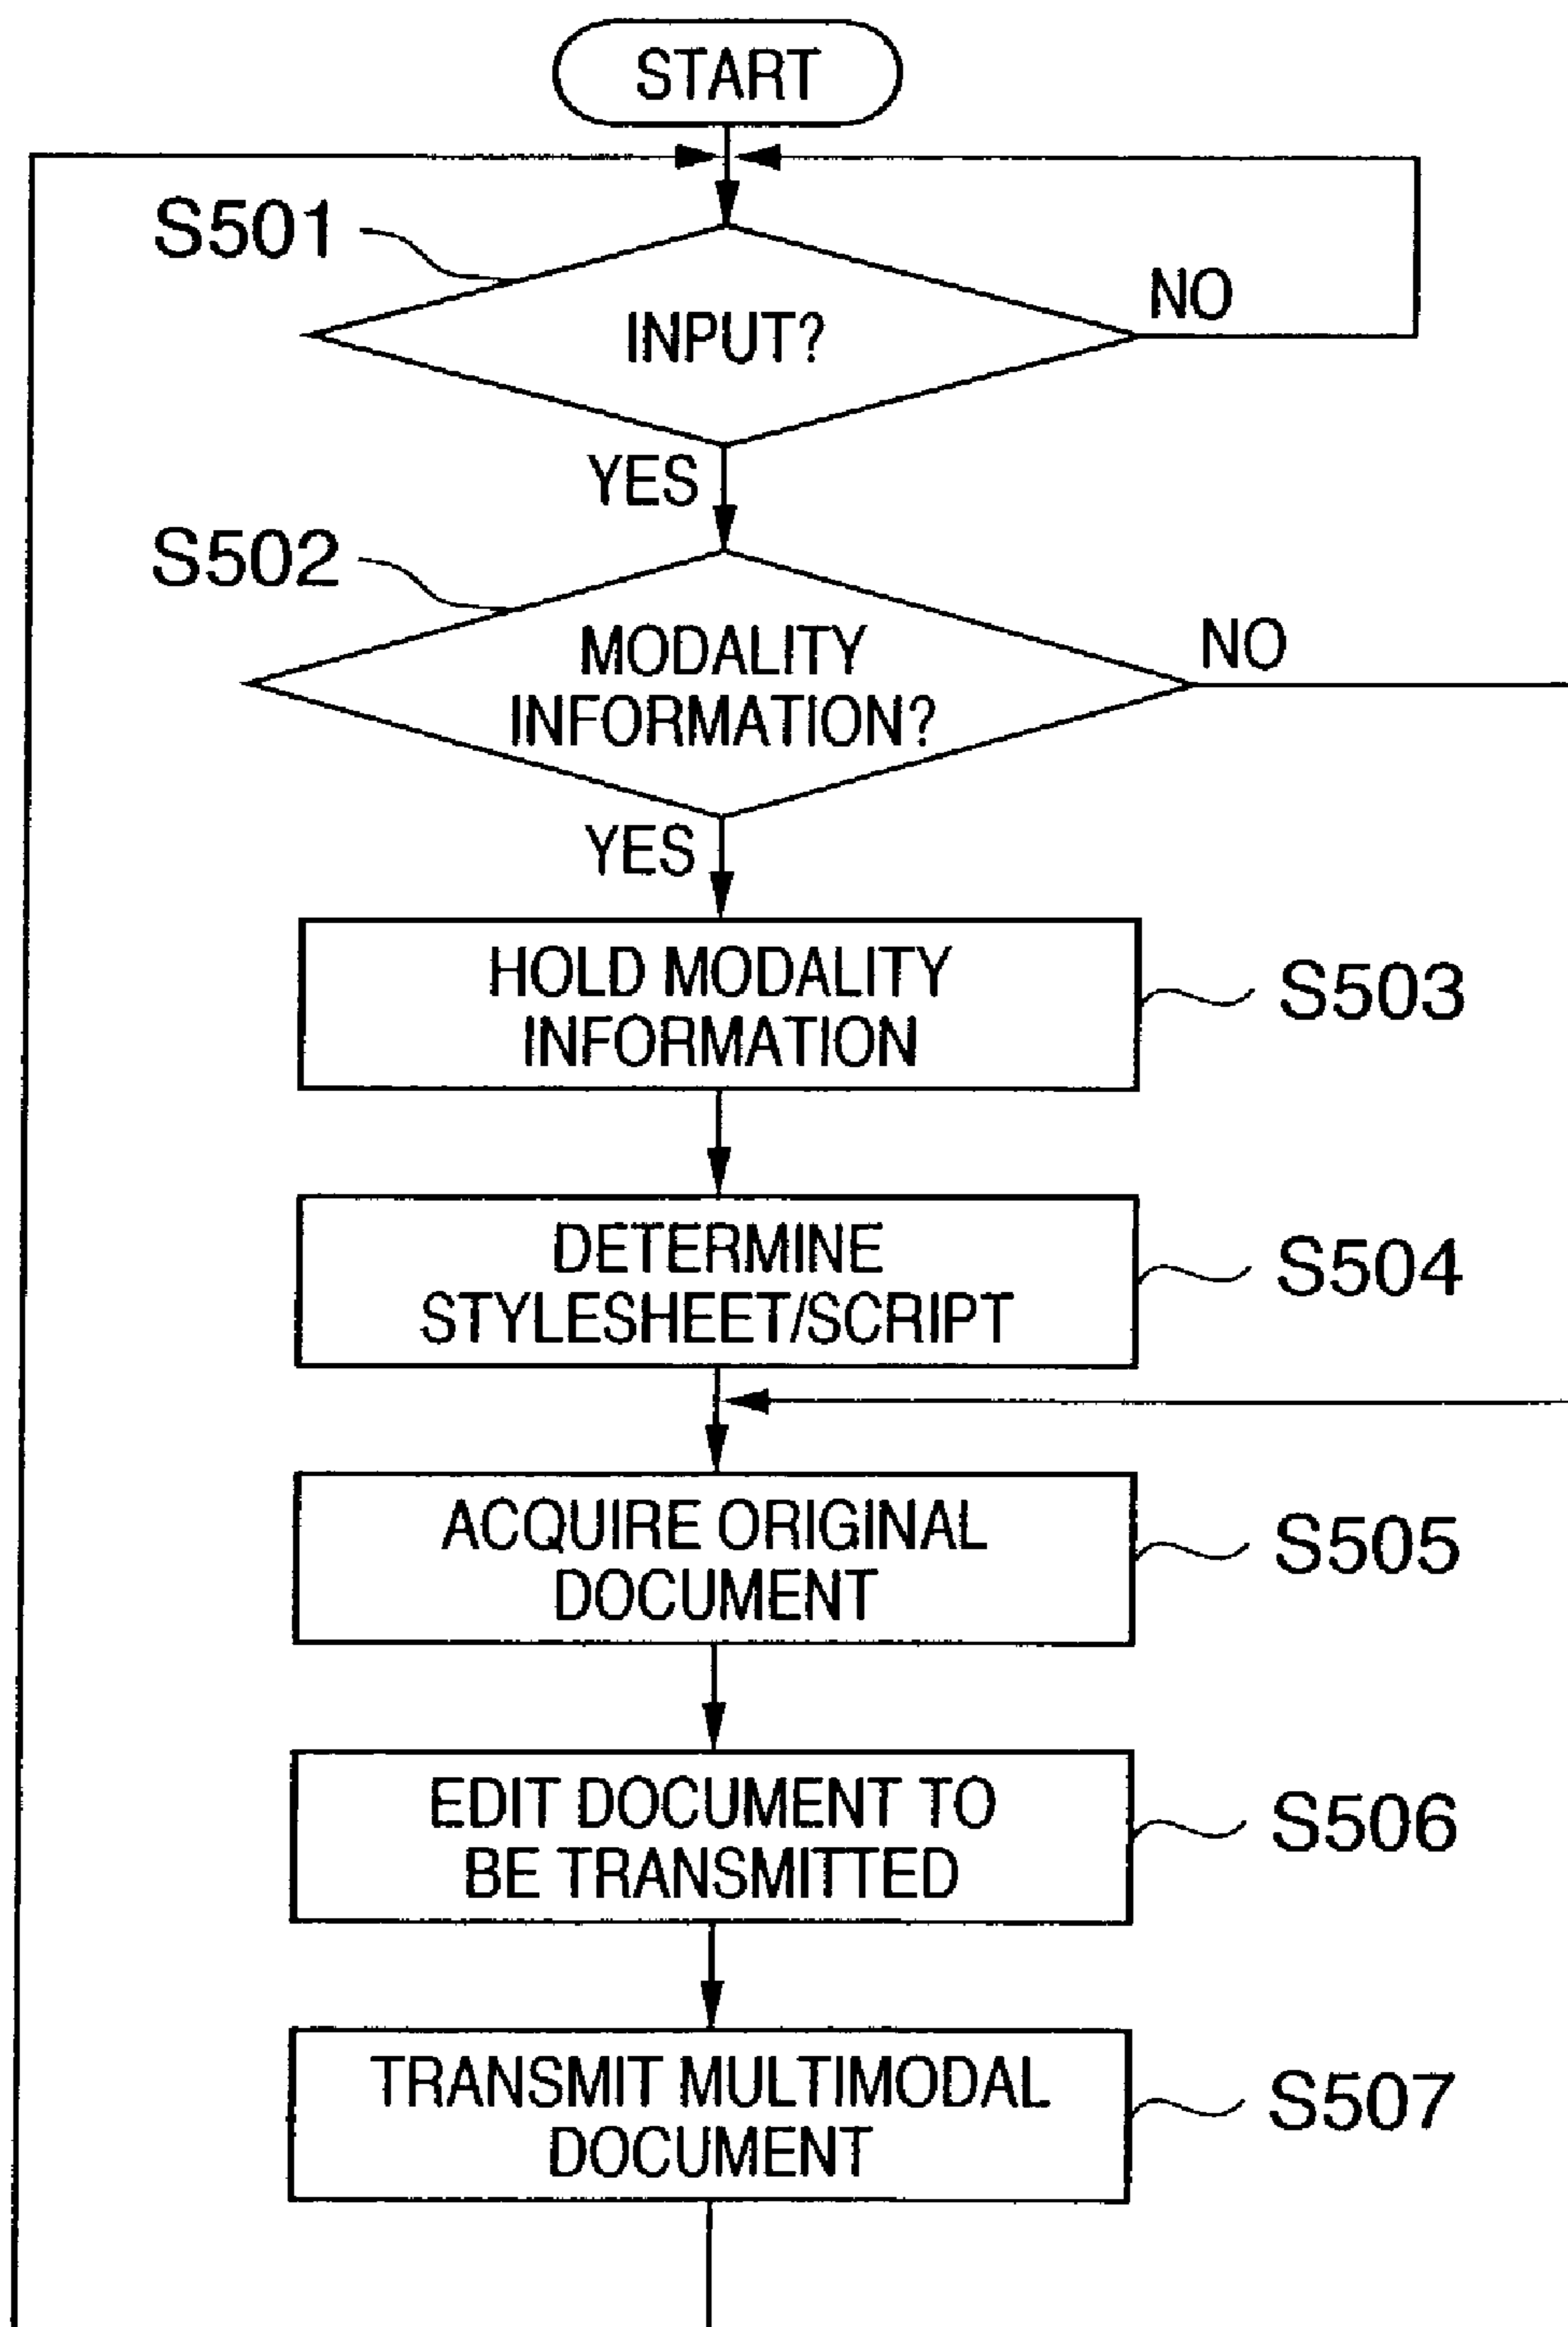 START
S501
INPUT?
NO
YES
S502
MODALITY
INFORMATION?
NO
YES
HOLD MODALITY
INFORMATION
S503
DETERMINE
STYLESHEET/SCRIPT
S504
ACQUIRE ORIGINAL
DOCUMENT
S505
EDIT DOCUMENT TO
BE TRANSMITTED
S506
TRANSMIT MULTIMODAL
DOCUMENT
S507